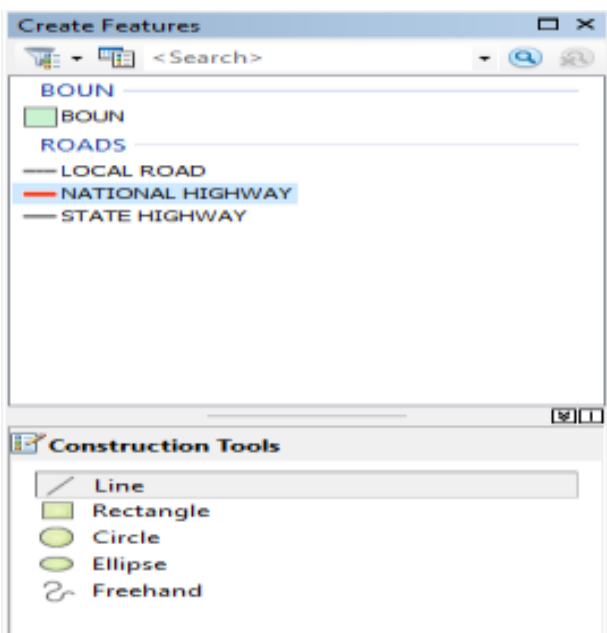 Create Features
<Search>
BOUN
BOUN
ROADS
LOCAL ROAD
NATIONAL HIGHWAY
STATE HIGHWAY
Construction Tools
Line
Rectangle
Circle
Ellipse
Freehand